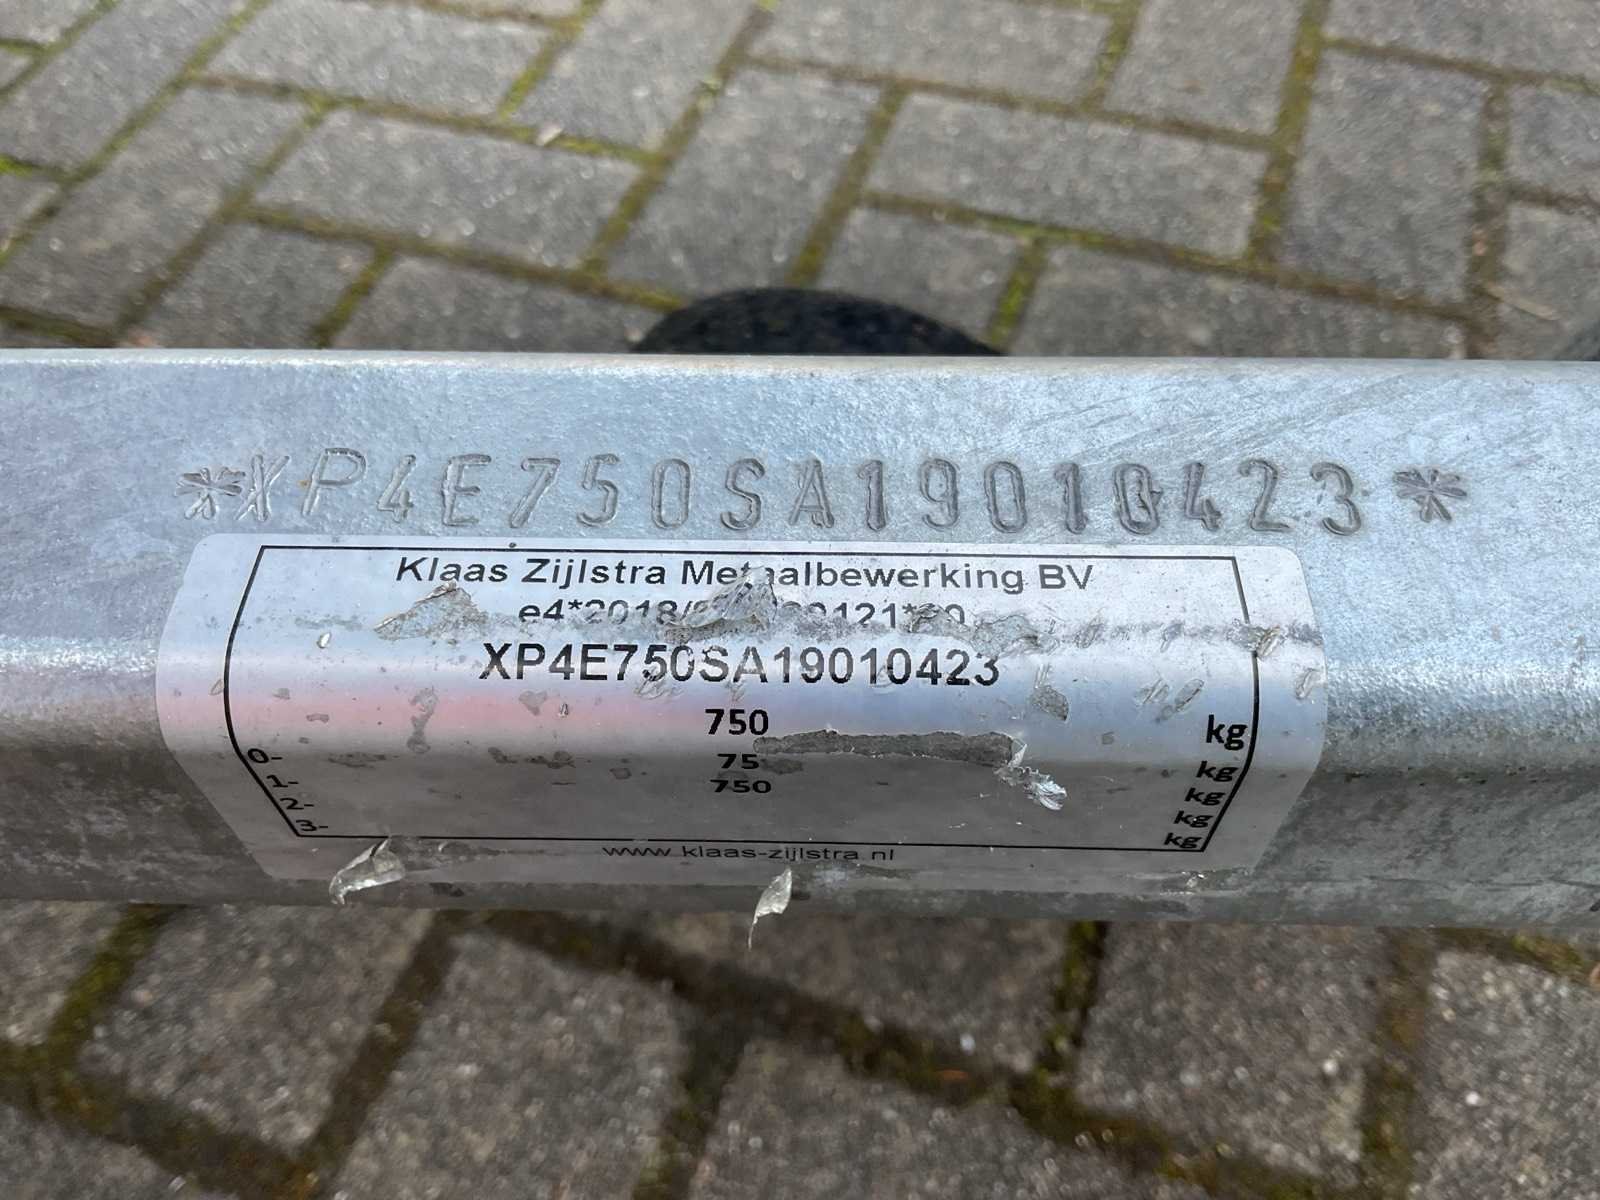 *XP4E750SA19010423*
Klaas Zijlstra Metaalbewerking BV
XP4E750SA19010423
750 kg
0- 75 kg
1- 750 kg
2- kg
3- kg
www.klaas-zijlstra.nl